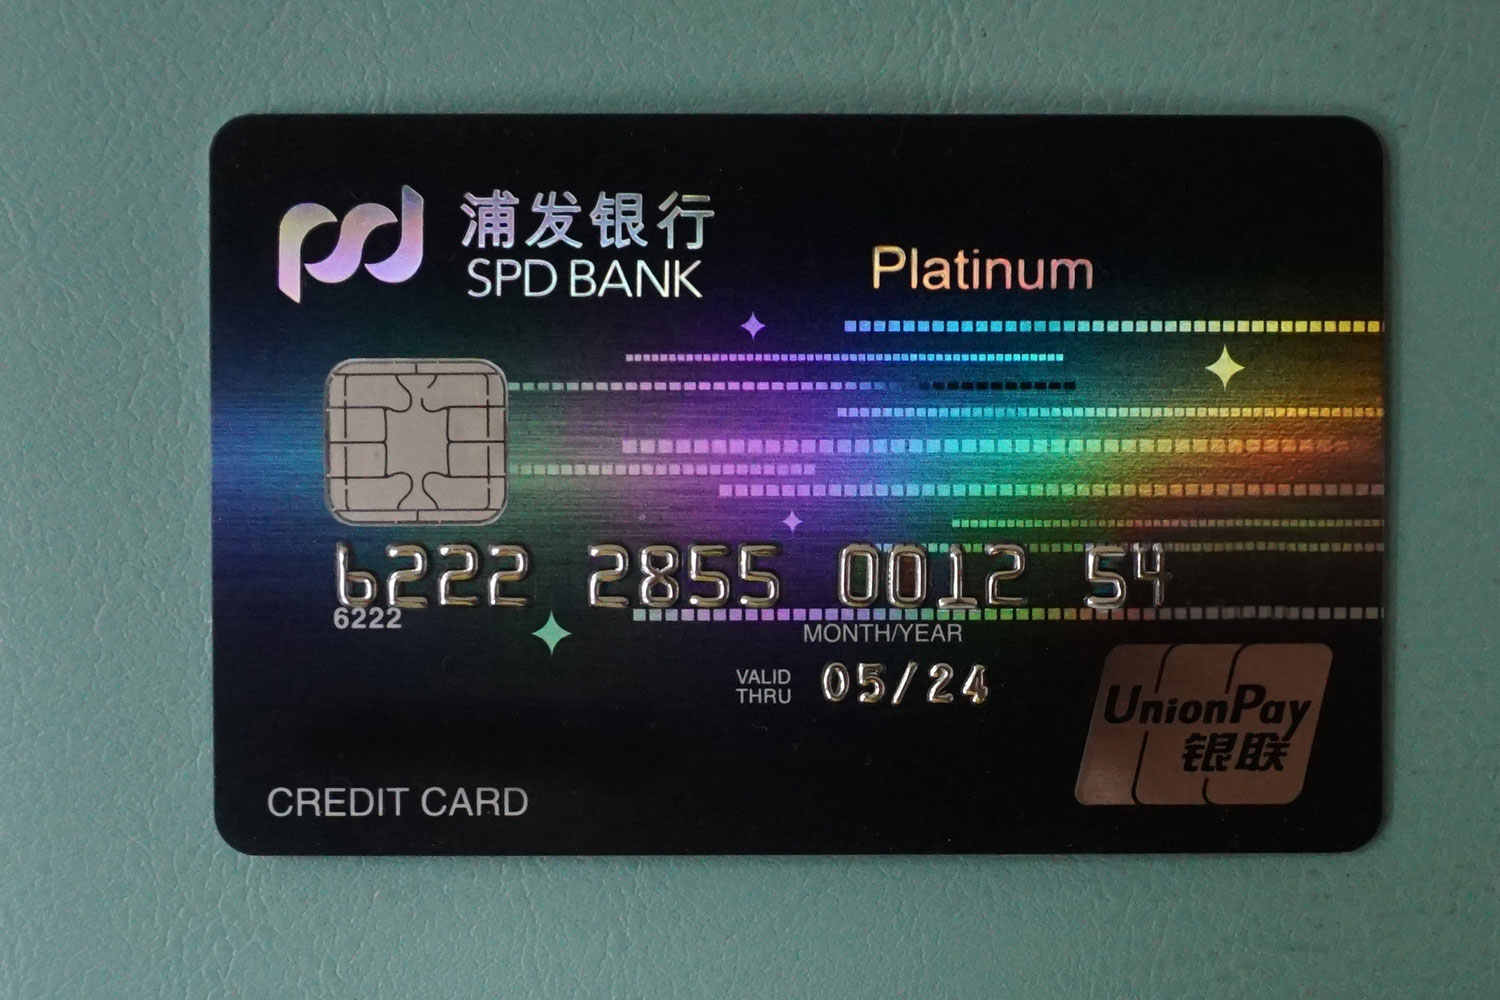 浦发银行
SPD BANK
Platinum
6222 2855 0012 54
6222
MONTH/YEAR
VALID THRU 05/24
UnionPay
银联
CREDIT CARD